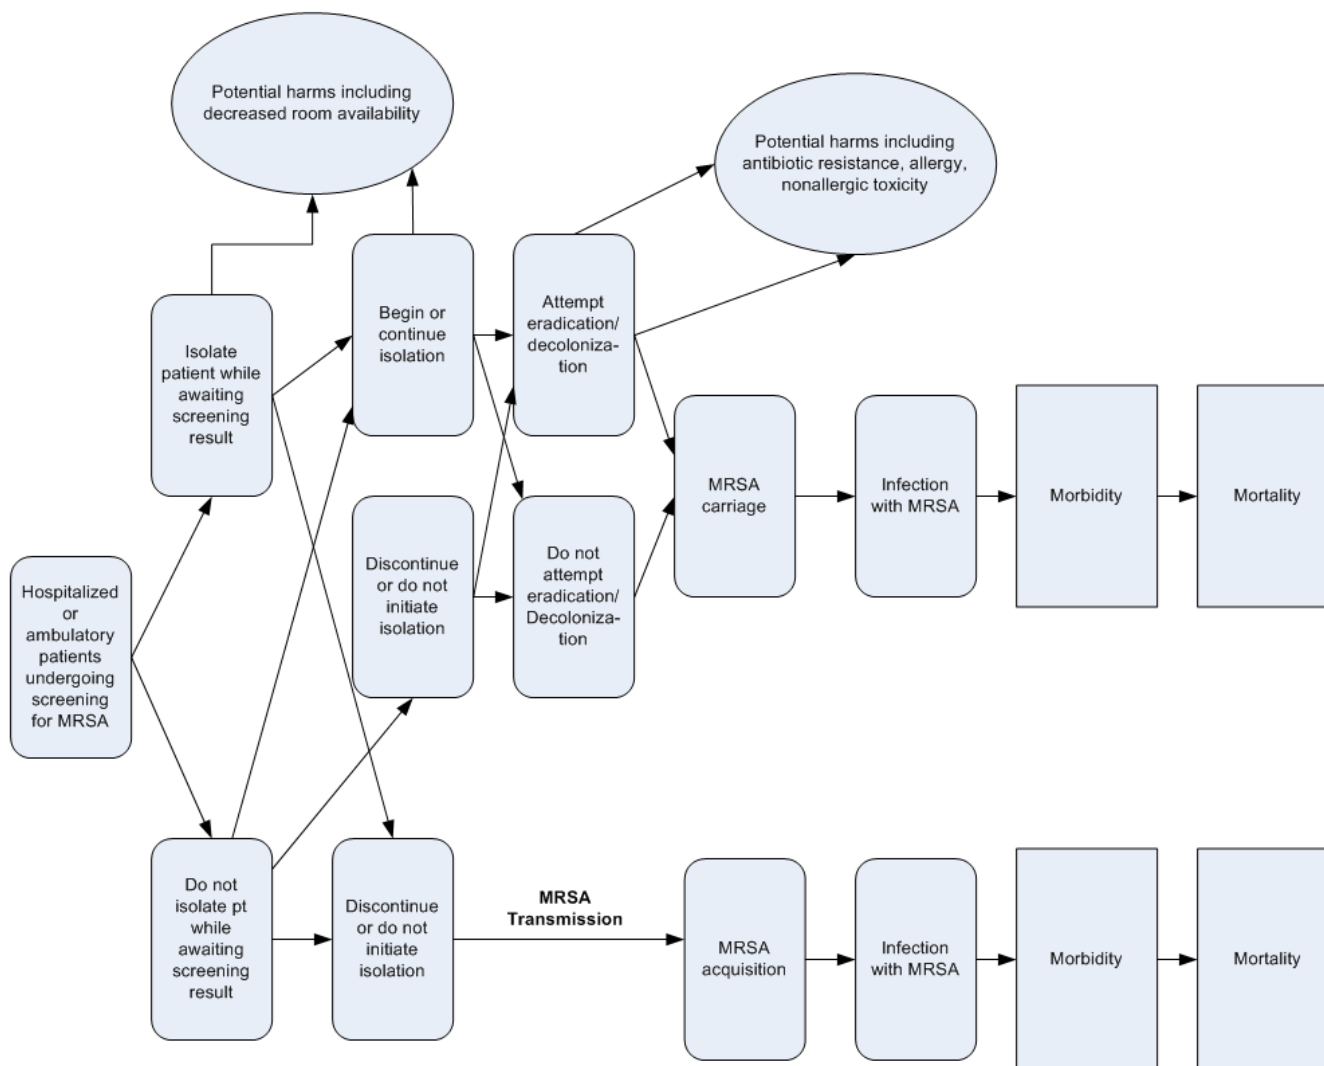 Potential harms including
decreased room availability
Potential harms including
antibiotic resistance, allergy,
nonallergic toxicity
Isolate
patient while
awaiting
screening
result
Begin or
continue
isolation
Attempt
eradication/
decoloniza-
tion
Hospitalized
or
ambulatory
patients
undergoing
screening
for MRSA
Discontinue
or do not
initiate
isolation
Do not
attempt
eradication/
Decoloniza-
tion
MRSA
carriage
Infection
with MRSA
Morbidity
Mortality
Do not
isolate pt
while
awaiting
screening
result
Discontinue
or do not
initiate
isolation
MRSA
Transmission
MRSA
acquisition
Infection
with MRSA
Morbidity
Mortality